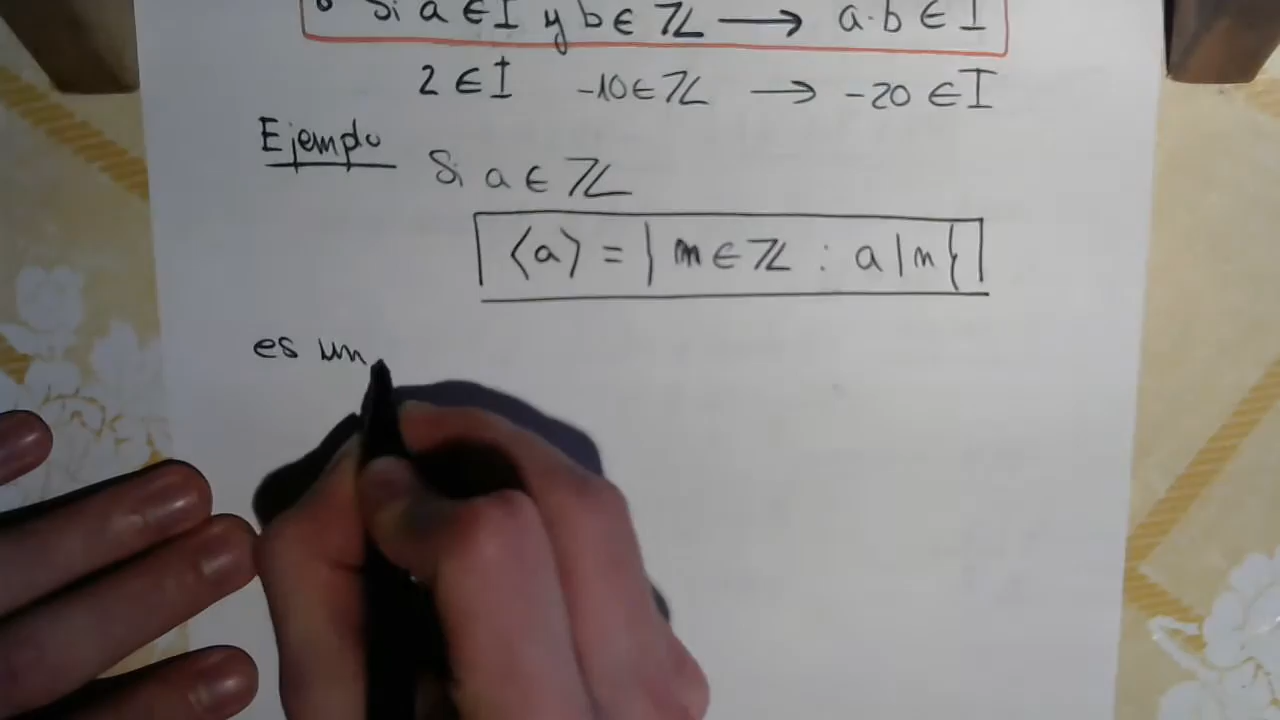 • Si a ∈ I y b ∈ ℤ ⟶ a·b ∈ I
2 ∈ I -10 ∈ ℤ → -20 ∈ I
Ejemplo Si a ∈ ℤ
⟨a⟩ = { m ∈ ℤ : a | m }
es un